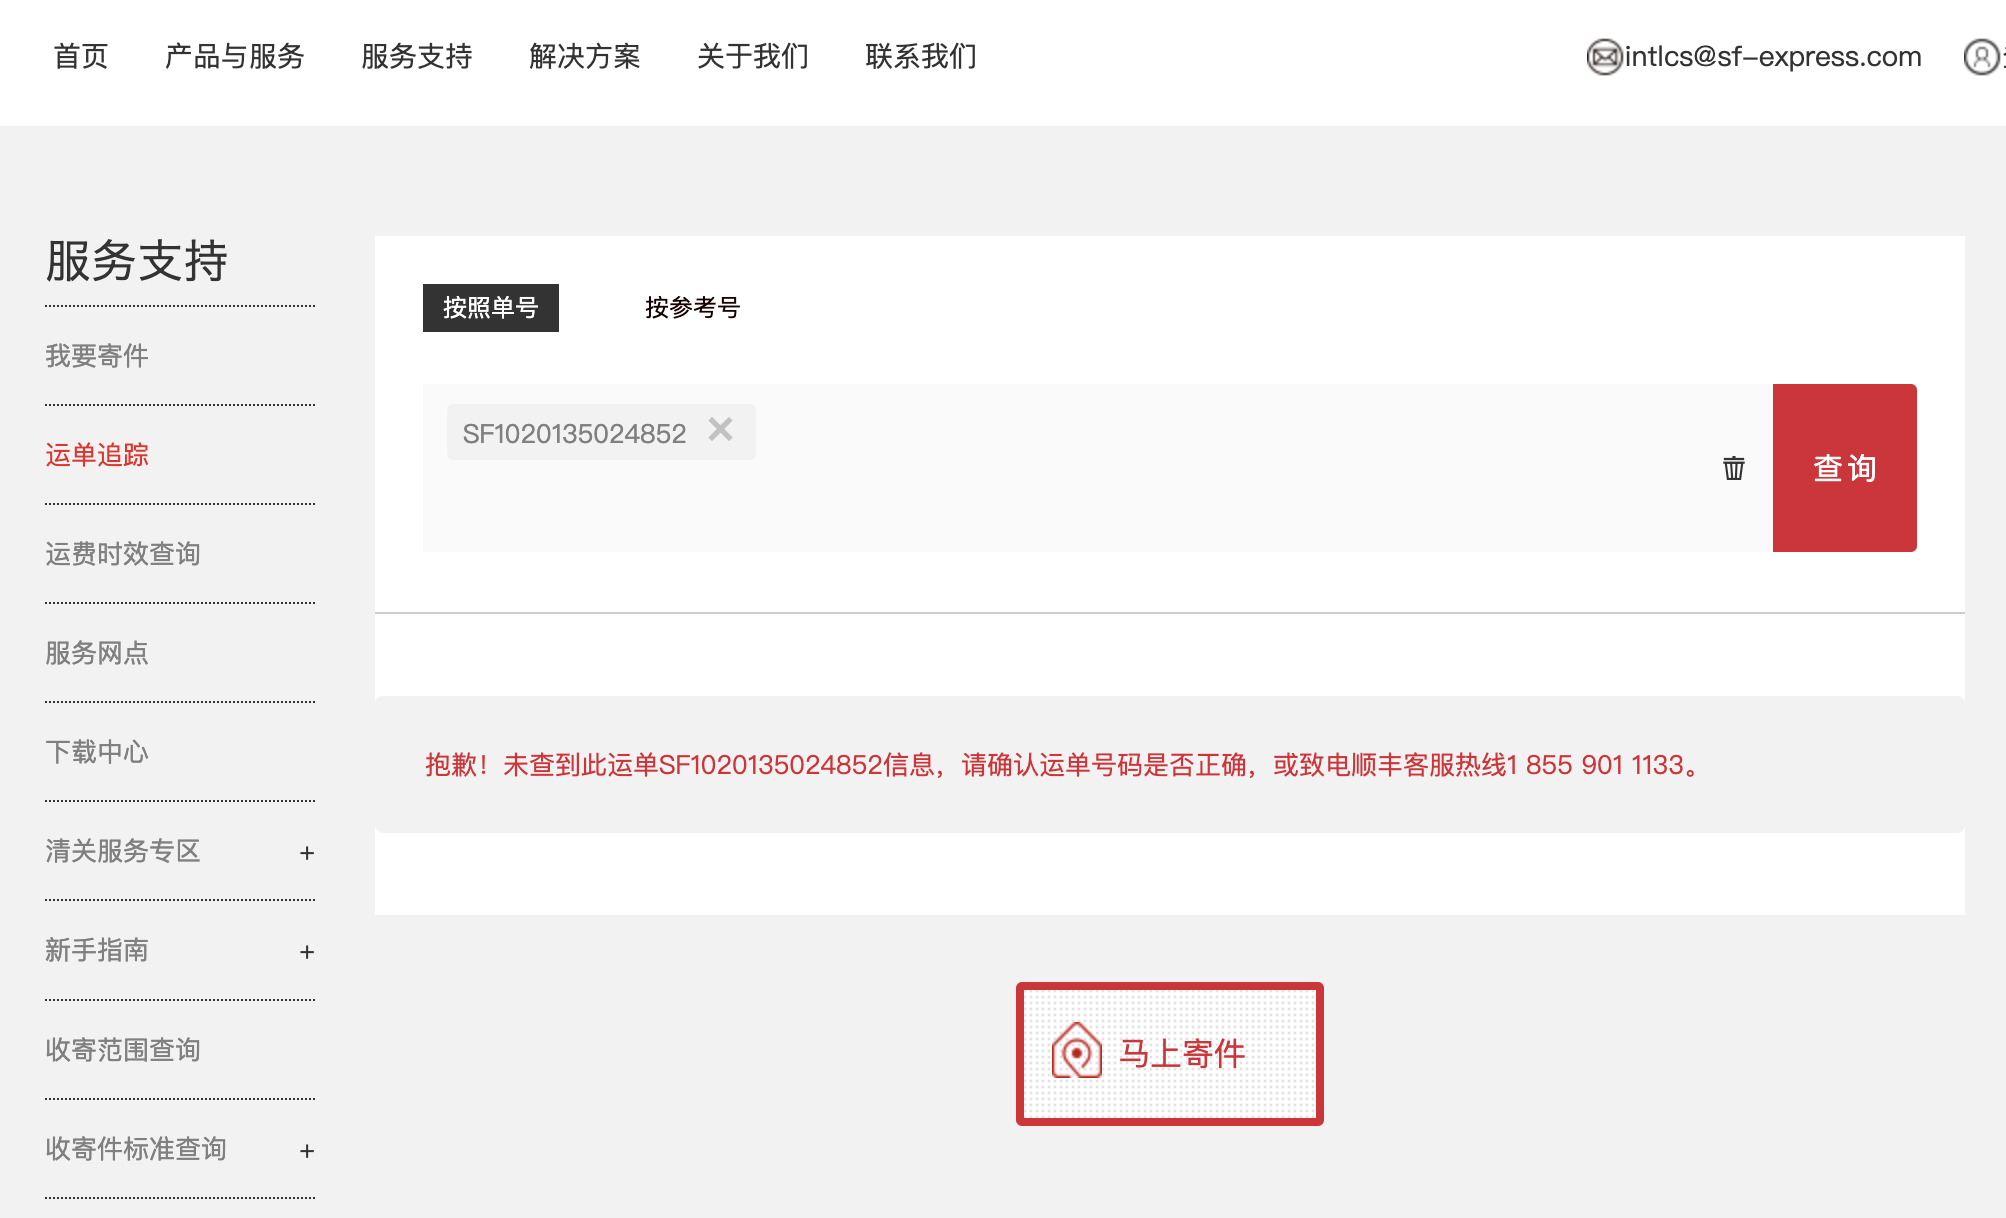 首页 产品与服务 服务支持 解决方案 关于我们 联系我们 intlcs@sf-express.com
服务支持
我要寄件
运单追踪
运费时效查询
服务网点
下载中心
清关服务专区 +
新手指南 +
收寄范围查询
收寄件标准查询 +
按照单号 按参考号
SF1020135024852 ×
查询
抱歉！未查到此运单SF1020135024852信息，请确认运单号码是否正确，或致电顺丰客服热线1 855 901 1133。
马上寄件